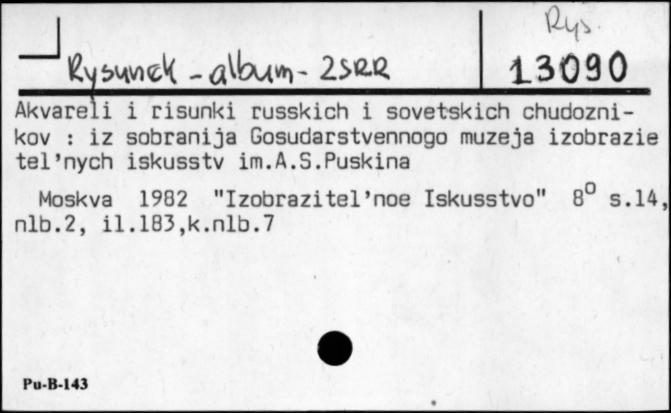 Rys.
Rysunek - album - ZSRR
13090
Akvareli i risunki russkich i sovetskich chudozni-
kov : iz sobranija Gosudarstvennogo muzeja izobrazie
tel'nych iskusstv im.A.S.Puskina
Moskva 1982 "Izobrazitel'noe Iskusstvo" 8° s.14,
nlb.2, il.183,k.nlb.7
Pu-B-143